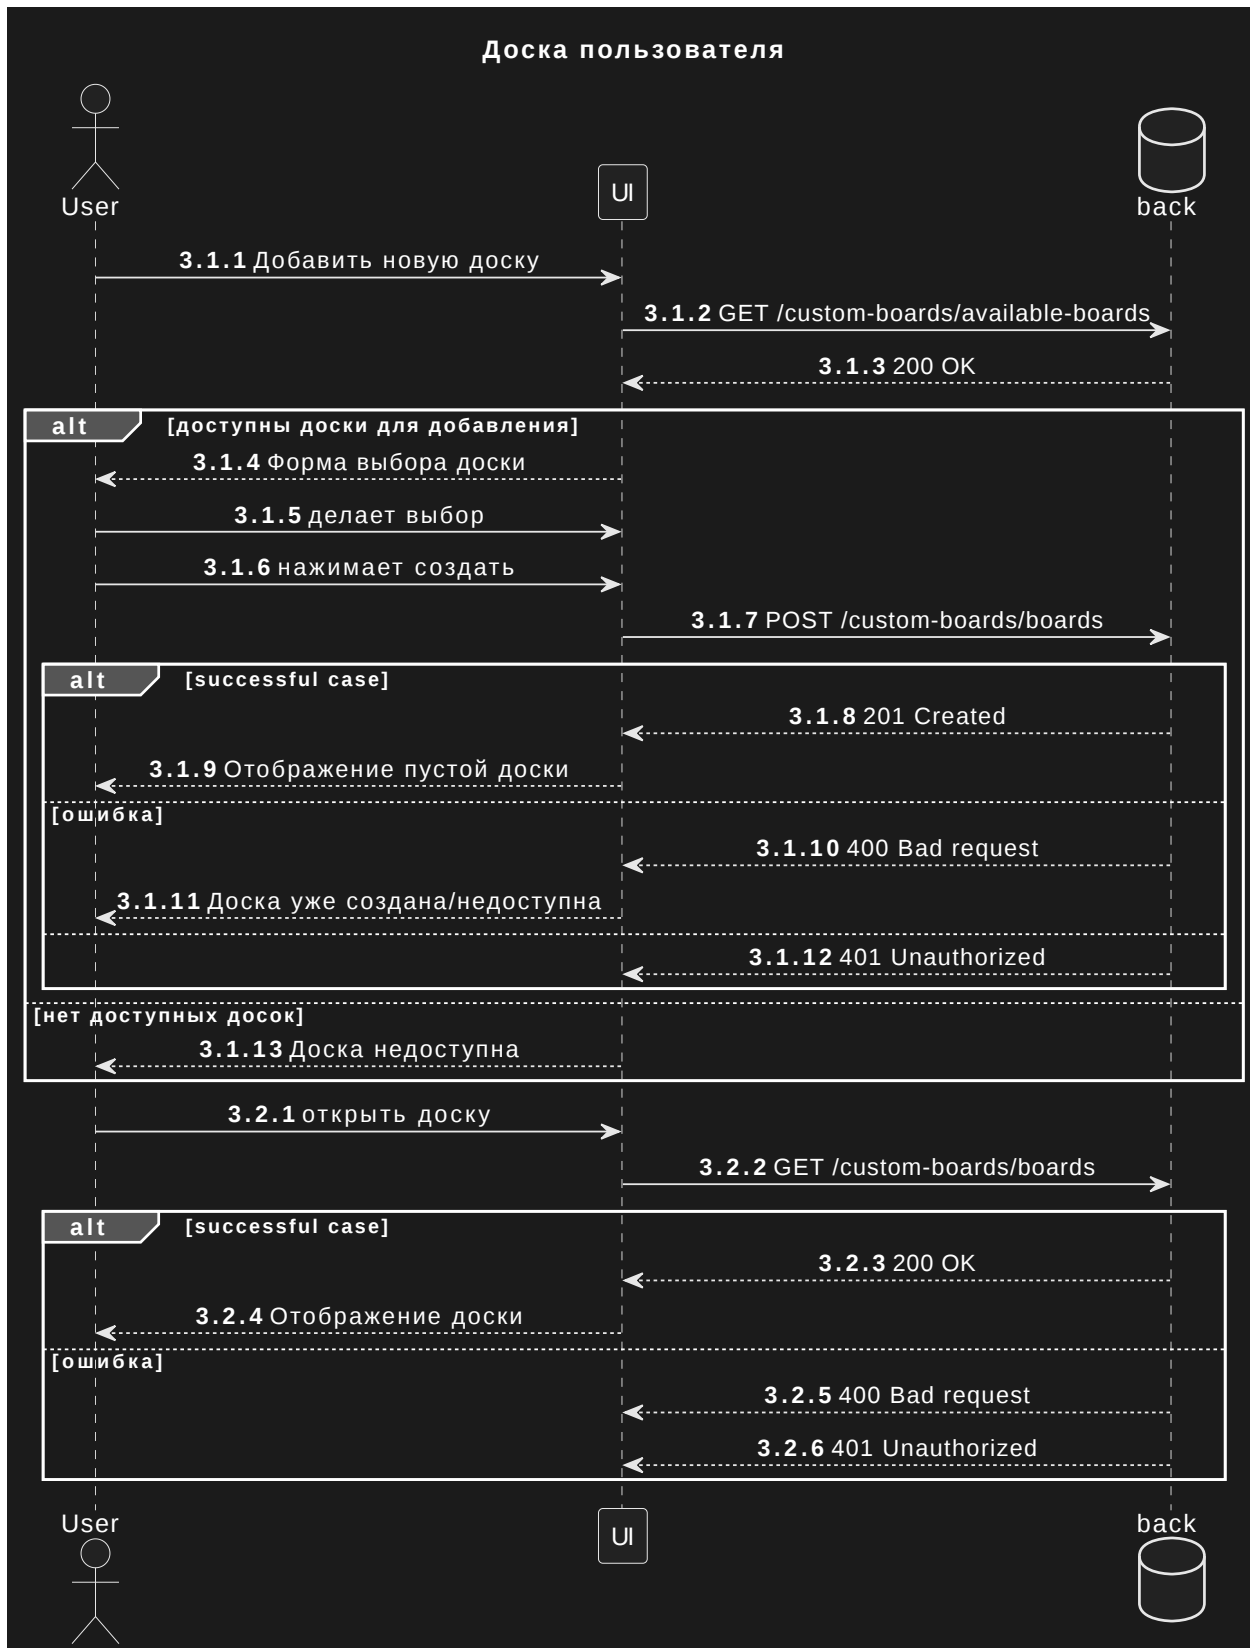 Доска пользователя
User
UI
back
3.1.1 Добавить новую доску
3.1.2 GET /custom-boards/available-boards
3.1.3 200 OK
alt [доступны доски для добавления]
3.1.4 Форма выбора доски
3.1.5 делает выбор
3.1.6 нажимает создать
3.1.7 POST /custom-boards/boards
alt [successful case]
3.1.8 201 Created
3.1.9 Отображение пустой доски
[ошибка]
3.1.10 400 Bad request
3.1.11 Доска уже создана/недоступна
3.1.12 401 Unauthorized
[нет доступных досок]
3.1.13 Доска недоступна
3.2.1 открыть доску
3.2.2 GET /custom-boards/boards
alt [successful case]
3.2.3 200 OK
3.2.4 Отображение доски
[ошибка]
3.2.5 400 Bad request
3.2.6 401 Unauthorized
User
UI
back